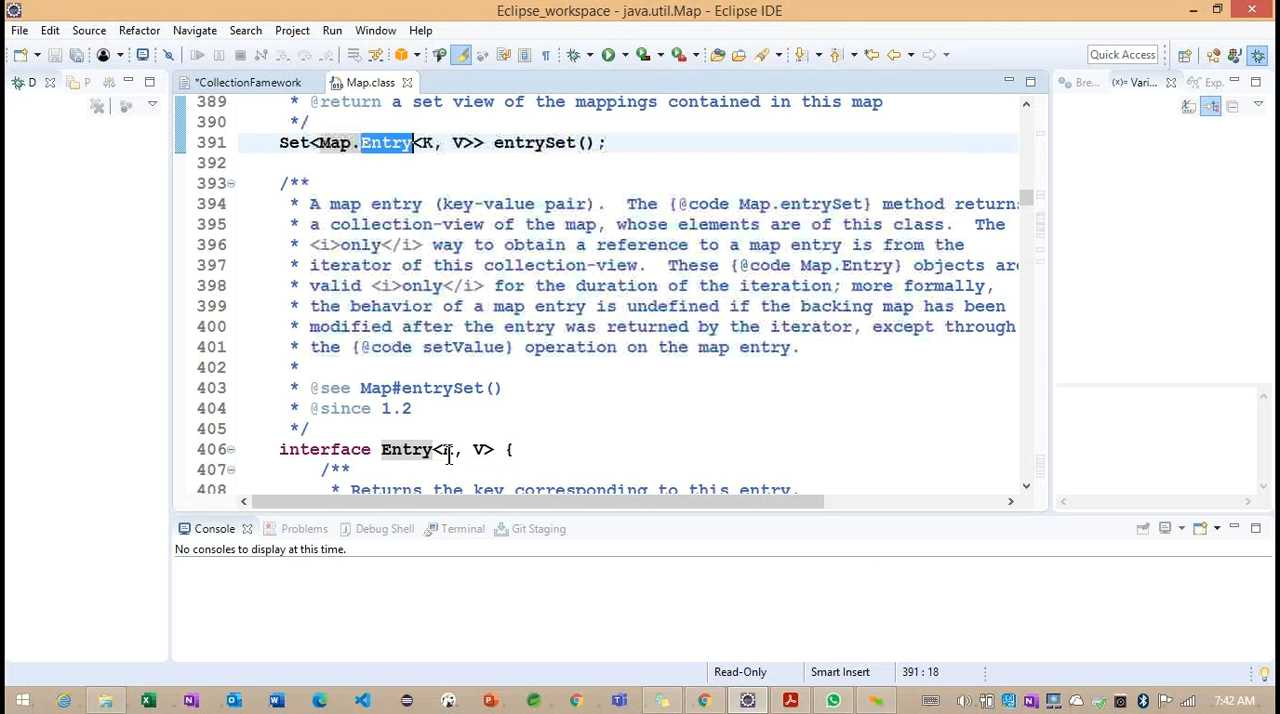 Eclipse_workspace - java.util.Map - Eclipse IDE
File Edit Source Refactor Navigate Search Project Run Window Help
Quick Access
D P *CollectionFamework Map.class Bre... (x)= Vari... Exp.
389 * @return a set view of the mappings contained in this map
390 */
391 Set<Map.Entry<K, V>> entrySet();
392
393 /**
394 * A map entry (key-value pair). The {@code Map.entrySet} method returns
395 * a collection-view of the map, whose elements are of this class. The
396 * <i>only</i> way to obtain a reference to a map entry is from the
397 * iterator of this collection-view. These {@code Map.Entry} objects are
398 * valid <i>only</i> for the duration of the iteration; more formally,
399 * the behavior of a map entry is undefined if the backing map has been
400 * modified after the entry was returned by the iterator, except through
401 * the {@code setValue} operation on the map entry.
402 *
403 * @see Map#entrySet()
404 * @since 1.2
405 */
406 interface Entry<K, V> {
407 /**
408 * Returns the key corresponding to this entry.
Console Problems Debug Shell Terminal Git Staging
No consoles to display at this time.
Read-Only Smart Insert 391 : 18
7:42 AM